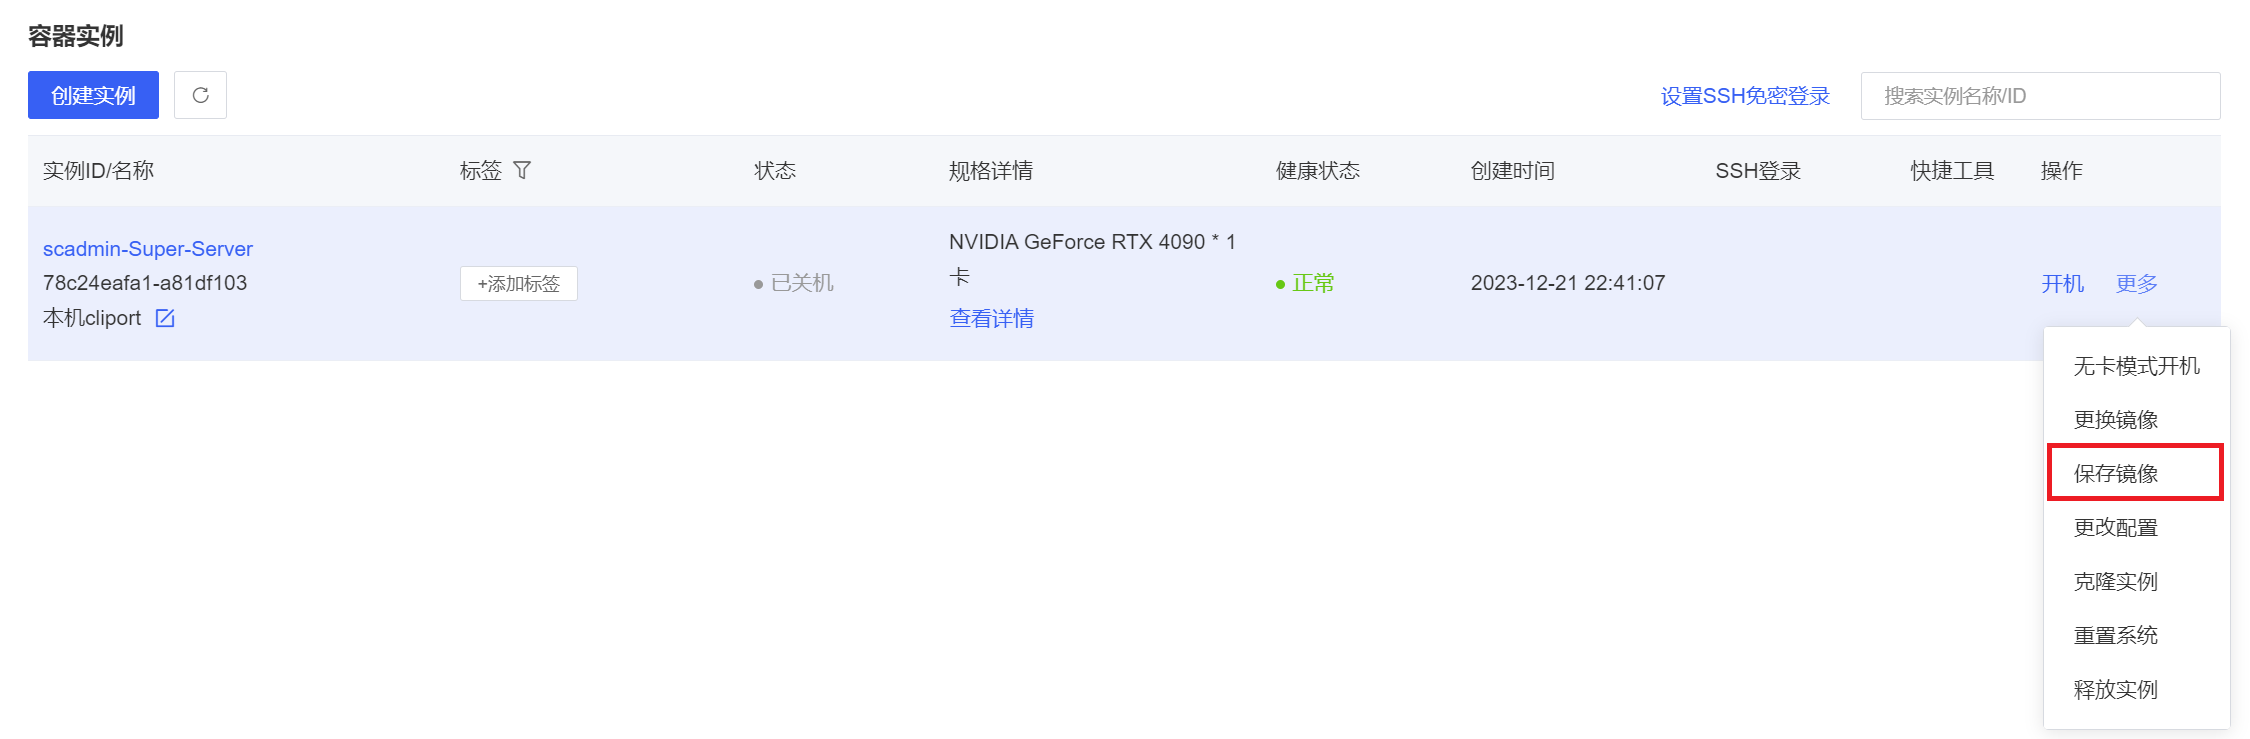 容器实例
创建实例
设置SSH免密登录
搜索实例名称/ID
实例ID/名称
标签
状态
规格详情
健康状态
创建时间
SSH登录
快捷工具
操作
scadmin-Super-Server
78c24eafa1-a81df103
本机cliport
+添加标签
已关机
NVIDIA GeForce RTX 4090 * 1
卡
查看详情
正常
2023-12-21 22:41:07
开机
更多
无卡模式开机
更换镜像
保存镜像
更改配置
克隆实例
重置系统
释放实例